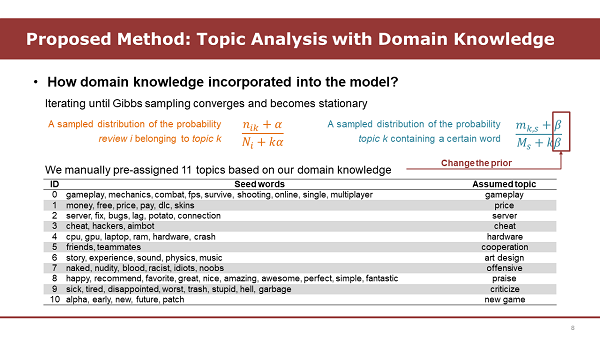 Proposed Method: Topic Analysis with Domain Knowledge
• How domain knowledge incorporated into the model?
Iterating until Gibbs sampling converges and becomes stationary
A sampled distribution of the probability
review i belonging to topic k
(n_{ik} + α) / (N_i + kα)
A sampled distribution of the probability
topic k containing a certain word
(m_{k,s} + β) / (M_s + kβ)
Change the prior
We manually pre-assigned 11 topics based on our domain knowledge
ID Seed words Assumed topic
0 gameplay, mechanics, combat, fps, survive, shooting, online, single, multiplayer gameplay
1 money, free, price, pay, dlc, skins price
2 server, fix, bugs, lag, potato, connection server
3 cheat, hackers, aimbot cheat
4 cpu, gpu, laptop, ram, hardware, crash hardware
5 friends, teammates cooperation
6 story, experience, sound, physics, music art design
7 naked, nudity, blood, racist, idiots, noobs offensive
8 happy, recommend, favorite, great, nice, amazing, awesome, perfect, simple, fantastic praise
9 sick, tired, disappointed, worst, trash, stupid, hell, garbage criticize
10 alpha, early, new, future, patch new game
8